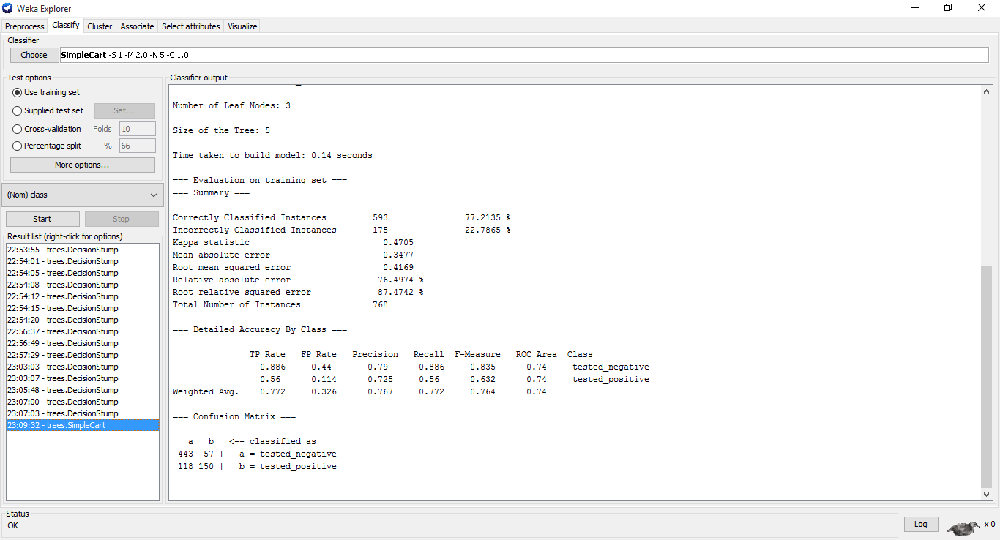 Weka Explorer
Preprocess Classify Cluster Associate Select attributes Visualize
Classifier
Choose SimpleCart -S 1 -M 2.0 -N 5 -C 1.0
Test options
Use training set
Supplied test set Set...
Cross-validation Folds 10
Percentage split % 66
More options...
(Nom) class
Start Stop
Result list (right-click for options)
22:53:55 - trees.DecisionStump
22:54:01 - trees.DecisionStump
22:54:05 - trees.DecisionStump
22:54:08 - trees.DecisionStump
22:54:12 - trees.DecisionStump
22:54:15 - trees.DecisionStump
22:54:20 - trees.DecisionStump
22:56:37 - trees.DecisionStump
22:56:49 - trees.DecisionStump
22:57:29 - trees.DecisionStump
23:03:03 - trees.DecisionStump
23:03:07 - trees.DecisionStump
23:05:48 - trees.DecisionStump
23:07:00 - trees.DecisionStump
23:07:03 - trees.DecisionStump
23:09:32 - trees.SimpleCart
Classifier output
Number of Leaf Nodes: 3
Size of the Tree: 5
Time taken to build model: 0.14 seconds
=== Evaluation on training set ===
=== Summary ===
Correctly Classified Instances 593 77.2135 %
Incorrectly Classified Instances 175 22.7865 %
Kappa statistic 0.4705
Mean absolute error 0.3477
Root mean squared error 0.4169
Relative absolute error 76.4974 %
Root relative squared error 87.4742 %
Total Number of Instances 768
=== Detailed Accuracy By Class ===
TP Rate FP Rate Precision Recall F-Measure ROC Area Class
0.886 0.44 0.79 0.886 0.835 0.74 tested_negative
0.56 0.114 0.725 0.56 0.632 0.74 tested_positive
Weighted Avg. 0.772 0.326 0.767 0.772 0.764 0.74
=== Confusion Matrix ===
a b <-- classified as
443 57 | a = tested_negative
118 150 | b = tested_positive
Status
OK
Log x 0